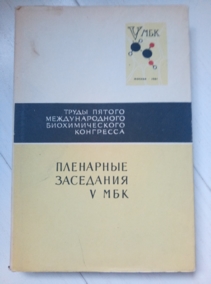 V МБК
ТРУДЫ ПЯТОГО
МЕЖДУНАРОДНОГО
БИОХИМИЧЕСКОГО
КОНГРЕССА
ПЛЕНАРНЫЕ
ЗАСЕДАНИЯ
V МБК